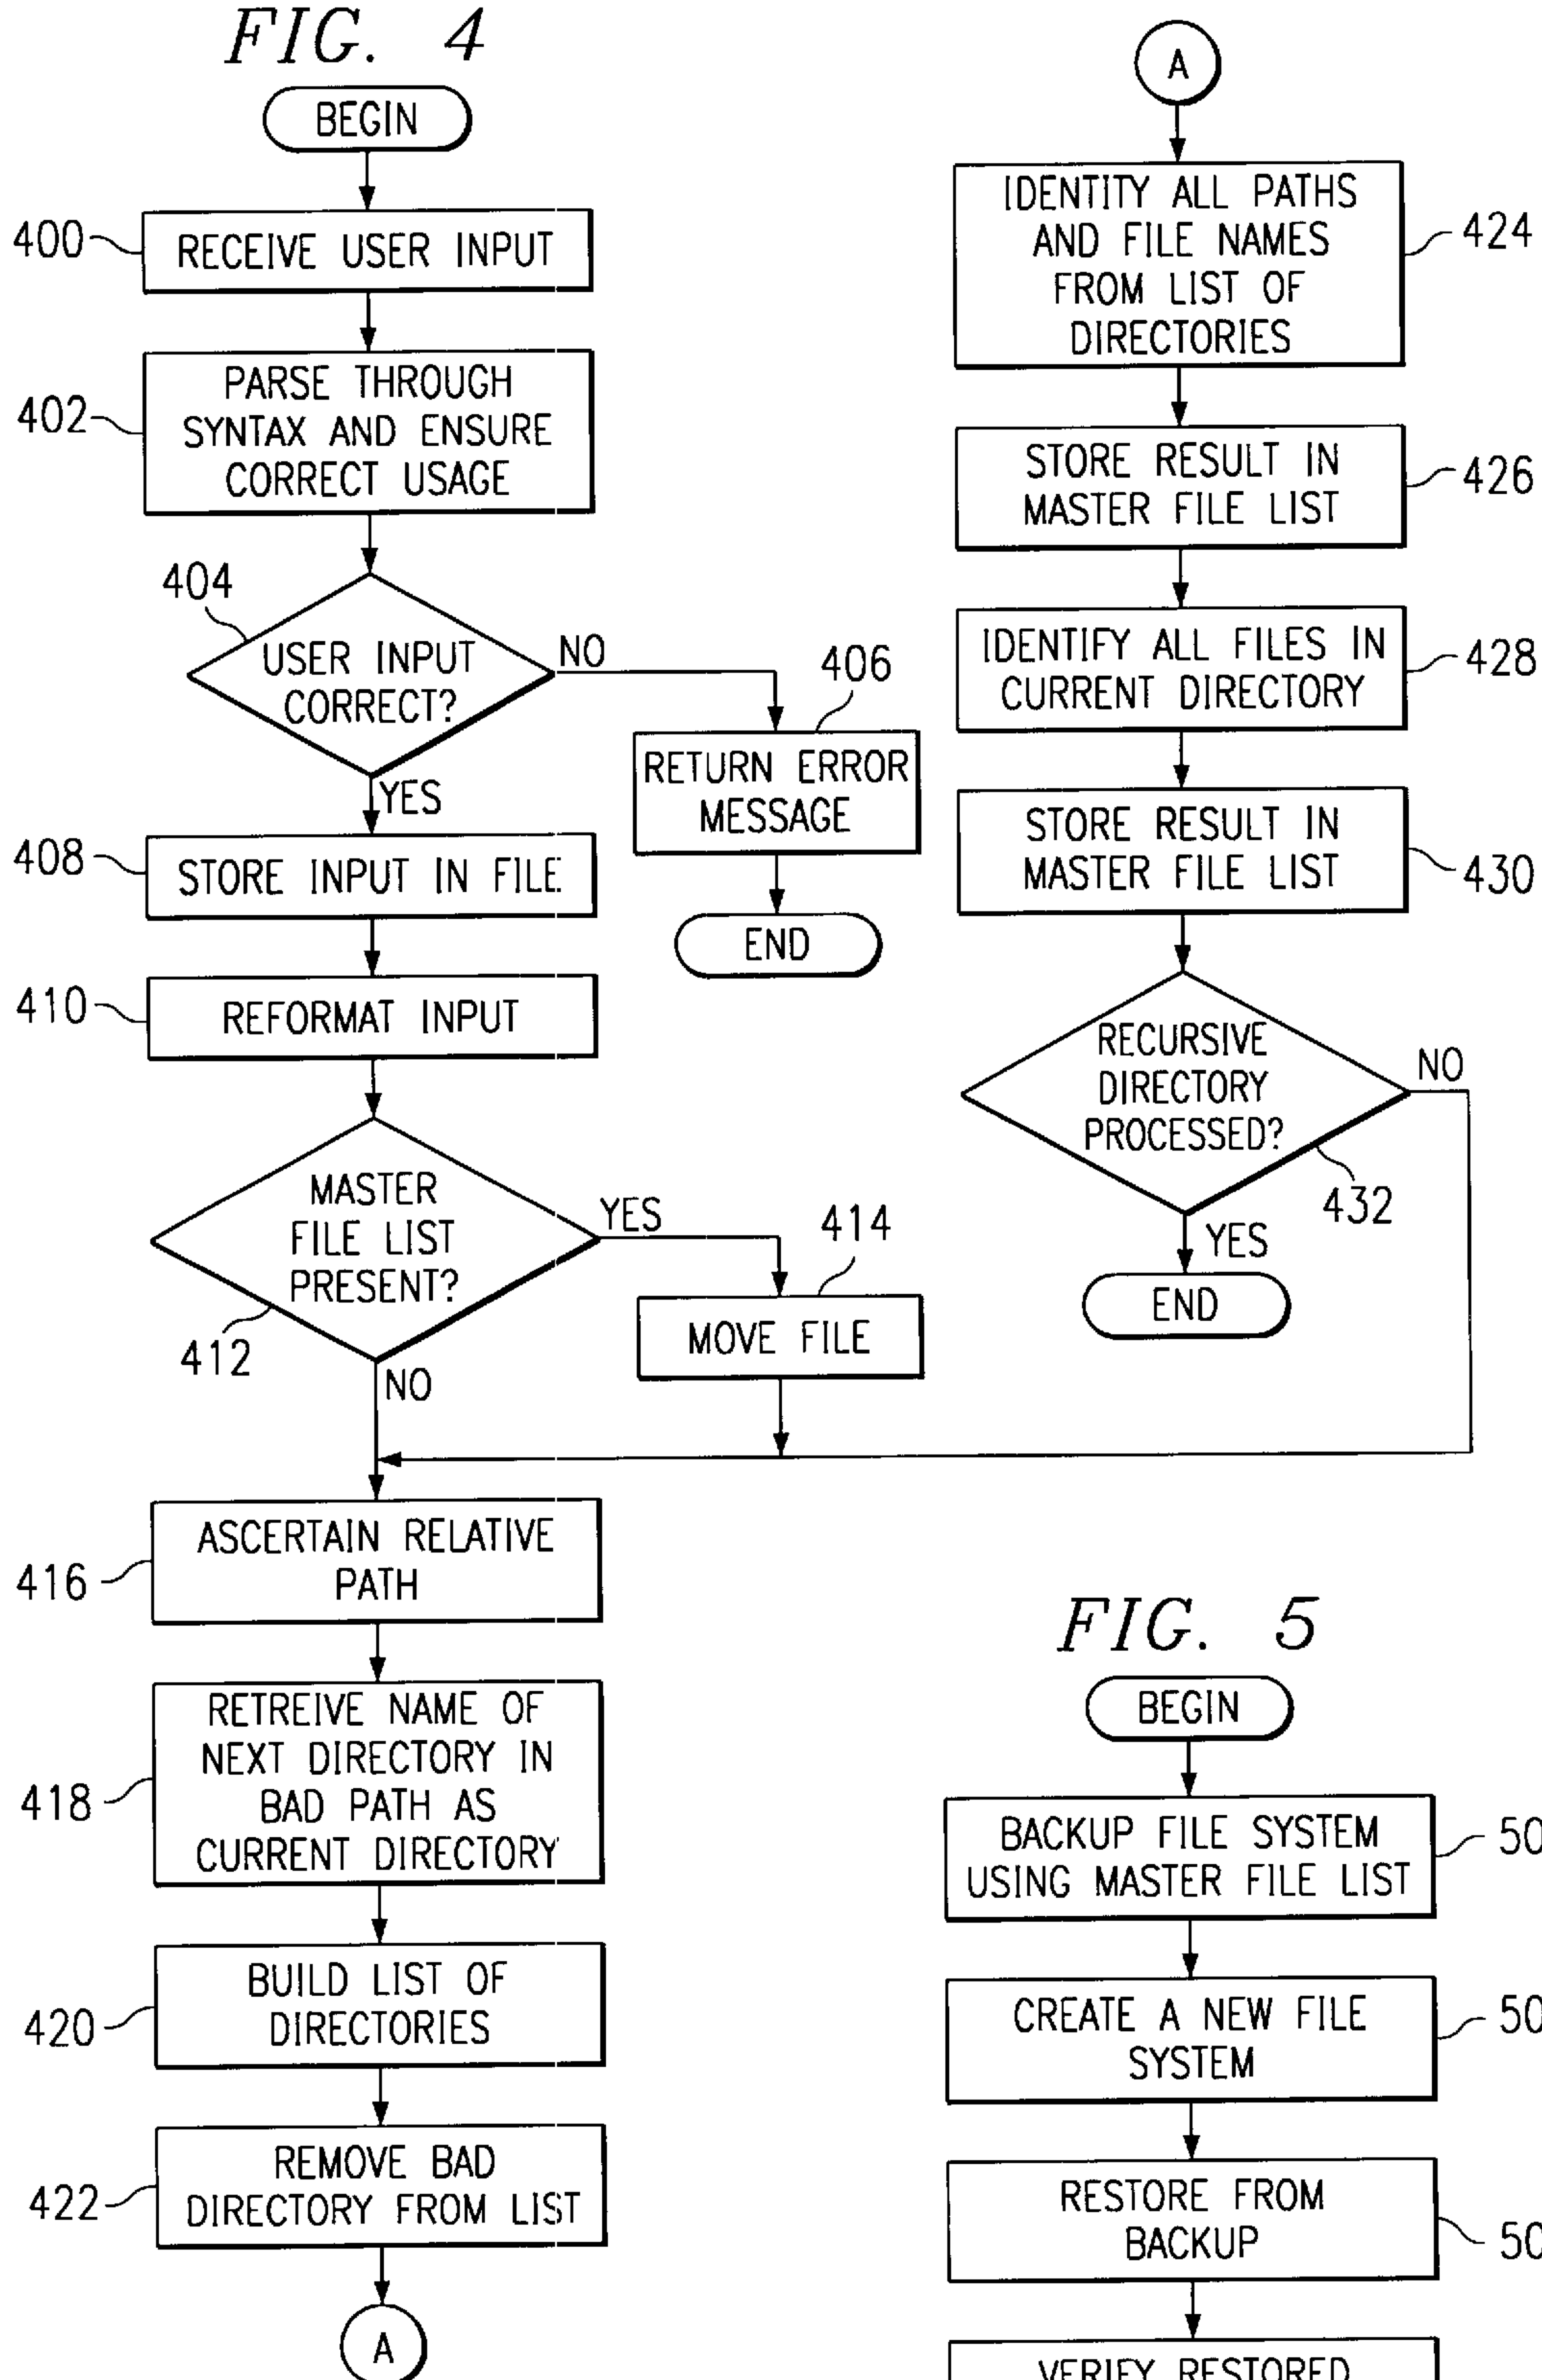 FIG. 4
BEGIN
400
RECEIVE USER INPUT
402
PARSE THROUGH
SYNTAX AND ENSURE
CORRECT USAGE
404
USER INPUT
CORRECT?
NO
406
RETURN ERROR
MESSAGE
END
YES
408
STORE INPUT IN FILE
410
REFORMAT INPUT
MASTER
FILE LIST
PRESENT?
412
YES
414
MOVE FILE
NO
416
ASCERTAIN RELATIVE
PATH
418
RETREIVE NAME OF
NEXT DIRECTORY IN
BAD PATH AS
CURRENT DIRECTORY
420
BUILD LIST OF
DIRECTORIES
422
REMOVE BAD
DIRECTORY FROM LIST
A
A
IDENTITY ALL PATHS
AND FILE NAMES
FROM LIST OF
DIRECTORIES
424
STORE RESULT IN
MASTER FILE LIST
426
IDENTIFY ALL FILES IN
CURRENT DIRECTORY
428
STORE RESULT IN
MASTER FILE LIST
430
RECURSIVE
DIRECTORY
PROCESSED?
NO
432
YES
END
FIG. 5
BEGIN
BACKUP FILE SYSTEM
USING MASTER FILE LIST
50
CREATE A NEW FILE
SYSTEM
50
RESTORE FROM
BACKUP
50
VERIFY RESTORED